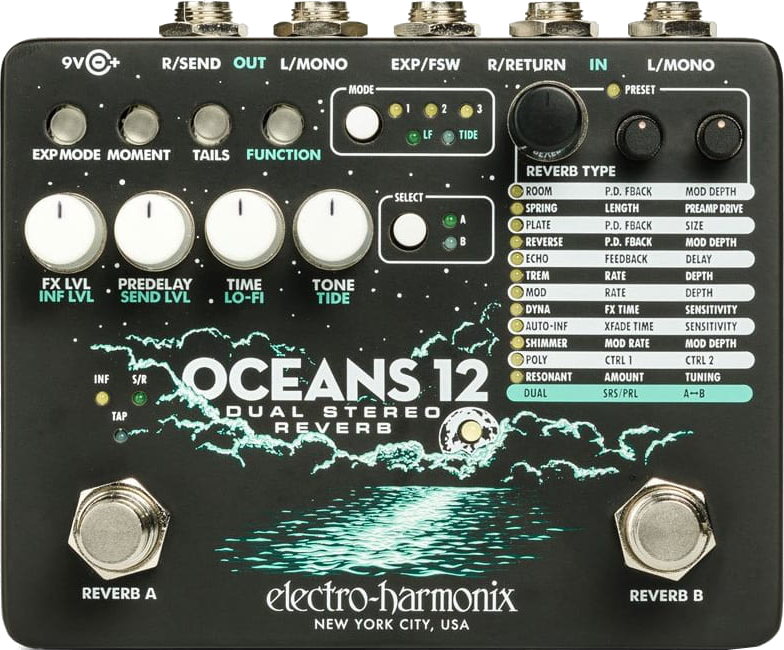 9V
R/SEND OUT L/MONO
EXP/FSW
R/RETURN IN L/MONO
EXP MODE
MOMENT
TAILS
FUNCTION
MODE
1
2
3
LF
TIDE
PRESET
REVERB TYPE
FX LVL
INF LVL
PREDELAY
SEND LVL
TIME
LO-FI
TONE
TIDE
SELECT
A
B
ROOM P.D. FBACK MOD DEPTH
SPRING LENGTH PREAMP DRIVE
PLATE P.D. FBACK SIZE
REVERSE P.D. FBACK MOD DEPTH
ECHO FEEDBACK DELAY
TREM RATE DEPTH
MOD RATE DEPTH
DYNA FX TIME SENSITIVITY
AUTO-INF XFADE TIME SENSITIVITY
SHIMMER MOD RATE MOD DEPTH
POLY CTRL 1 CTRL 2
RESONANT AMOUNT TUNING
DUAL SRS/PRL A↔B
INF
S/R
TAP
OCEANS 12
DUAL STEREO
REVERB
REVERB A
REVERB B
electro-harmonix
NEW YORK CITY, USA